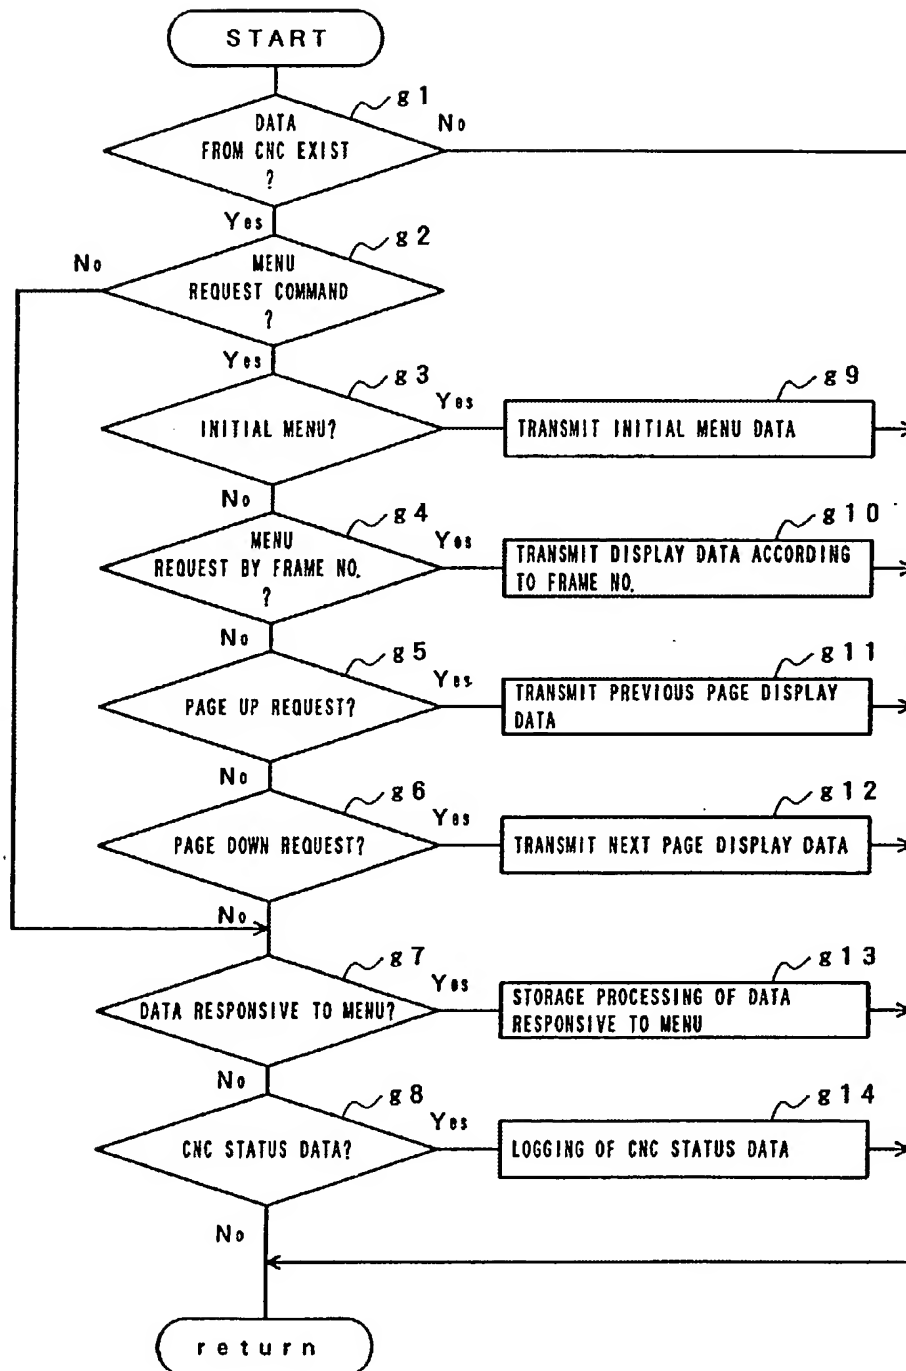 START
g1
DATA
FROM CNC EXIST
?
No
Yes
g2
No
MENU
REQUEST COMMAND
?
Yes
g3
INITIAL MENU?
Yes
g9
TRANSMIT INITIAL MENU DATA
No
g4
MENU
REQUEST BY FRAME NO.
?
Yes
g10
TRANSMIT DISPLAY DATA ACCORDING
TO FRAME NO.
No
g5
PAGE UP REQUEST?
Yes
g11
TRANSMIT PREVIOUS PAGE DISPLAY
DATA
No
g6
PAGE DOWN REQUEST?
Yes
g12
TRANSMIT NEXT PAGE DISPLAY DATA
No
g7
DATA RESPONSIVE TO MENU?
Yes
g13
STORAGE PROCESSING OF DATA
RESPONSIVE TO MENU
No
g8
CNC STATUS DATA?
Yes
g14
LOGGING OF CNC STATUS DATA
No
return